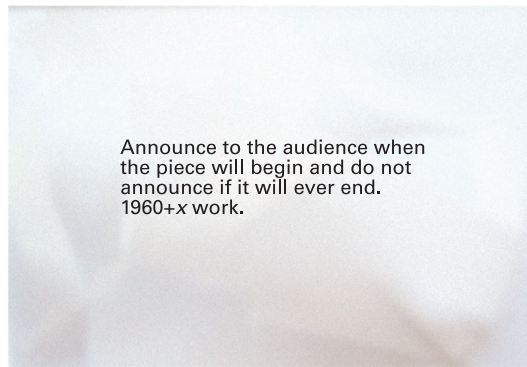 Announce to the audience when
the piece will begin and do not
announce if it will ever end.
1960+x work.